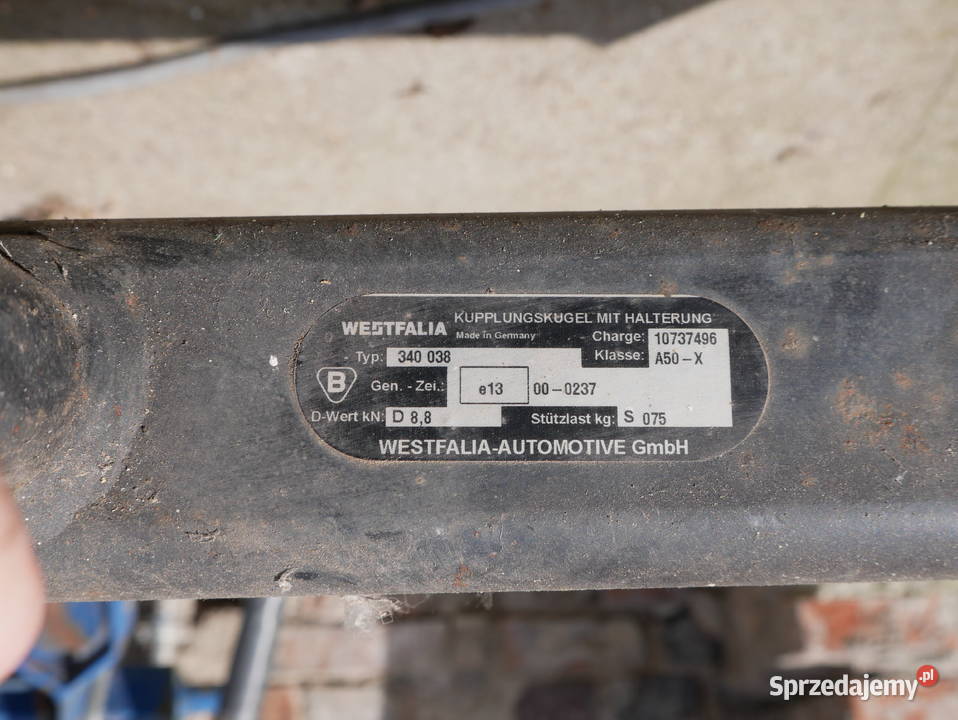 KUPPLUNGSKUGEL MIT HALTERUNG
WESTFALIA Made in Germany Charge: 10737496
Typ: 340 038 Klasse: A50-X
B Gen. - Zei.: e13 00-0237
D-Wert kN: D 8,8 Stützlast kg: S 075
WESTFALIA-AUTOMOTIVE GmbH
Sprzedajemy.pl